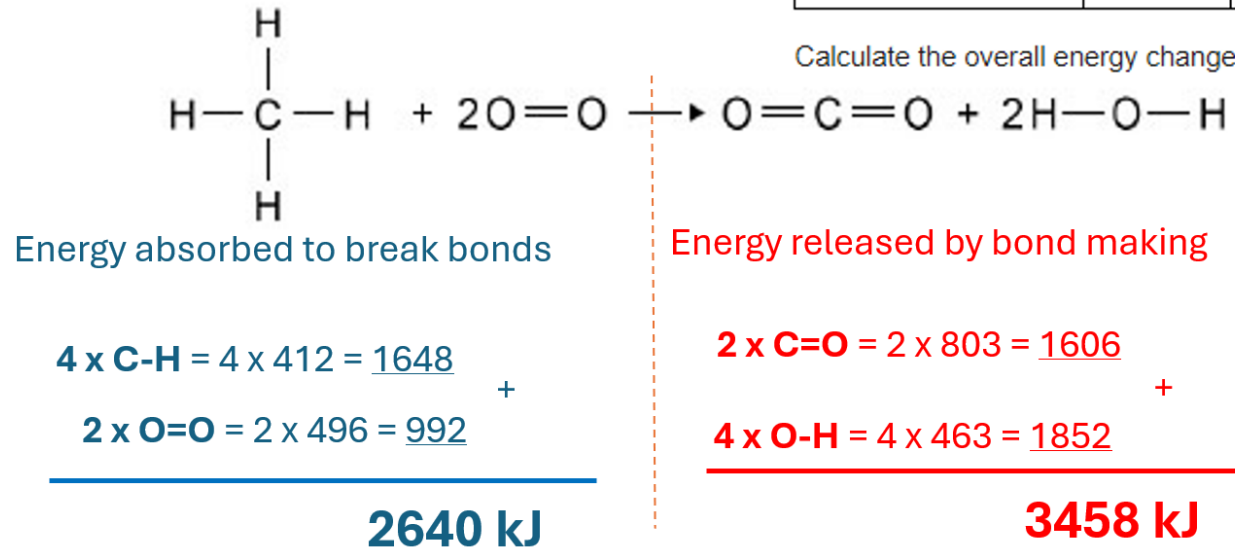 Calculate the overall energy change
H
H—C—H + 2O=O → O=C=O + 2H—O—H
H
Energy absorbed to break bonds
Energy released by bond making
4 x C-H = 4 x 412 = 1648
+
2 x O=O = 2 x 496 = 992
2640 kJ
2 x C=O = 2 x 803 = 1606
+
4 x O-H = 4 x 463 = 1852
3458 kJ